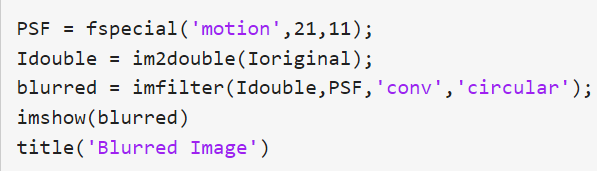 PSF = fspecial('motion',21,11);
Idouble = im2double(Ioriginal);
blurred = imfilter(Idouble,PSF,'conv','circular');
imshow(blurred)
title('Blurred Image')